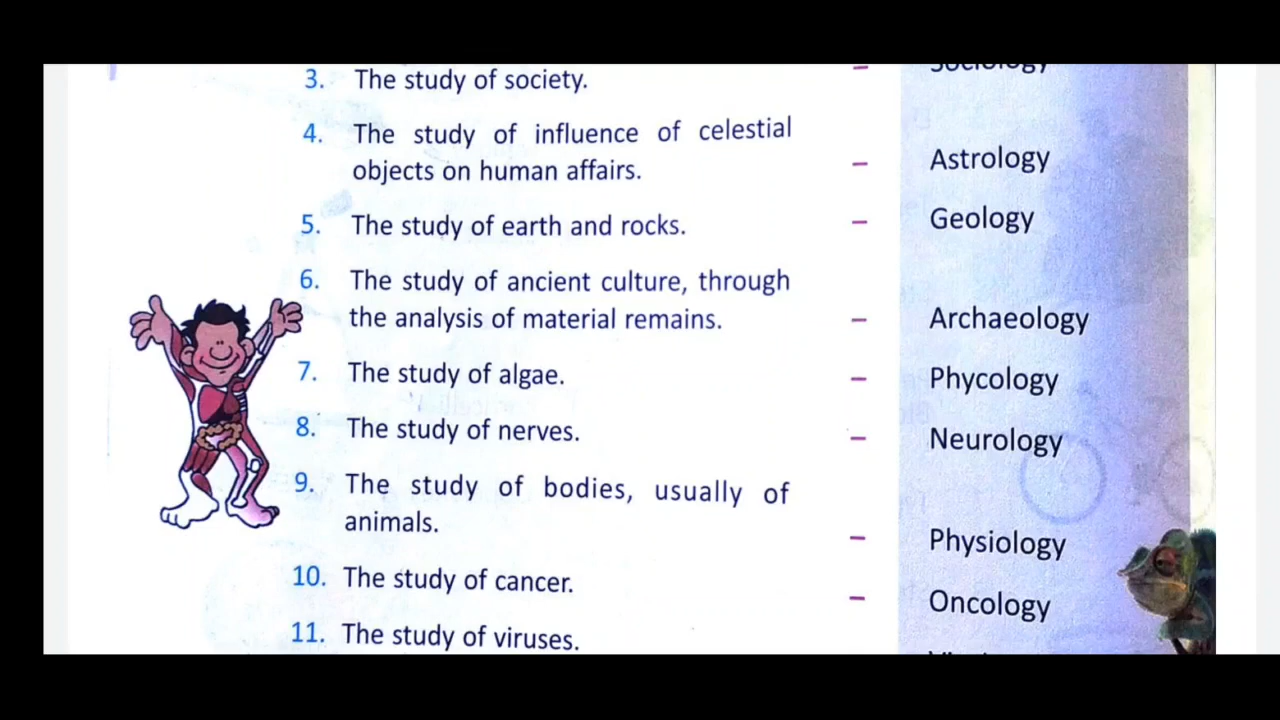 3. The study of society. – Sociology
4. The study of influence of celestial
objects on human affairs. – Astrology
5. The study of earth and rocks. – Geology
6. The study of ancient culture, through
the analysis of material remains. – Archaeology
7. The study of algae. – Phycology
8. The study of nerves. – Neurology
9. The study of bodies, usually of
animals. – Physiology
10. The study of cancer. – Oncology
11. The study of viruses.